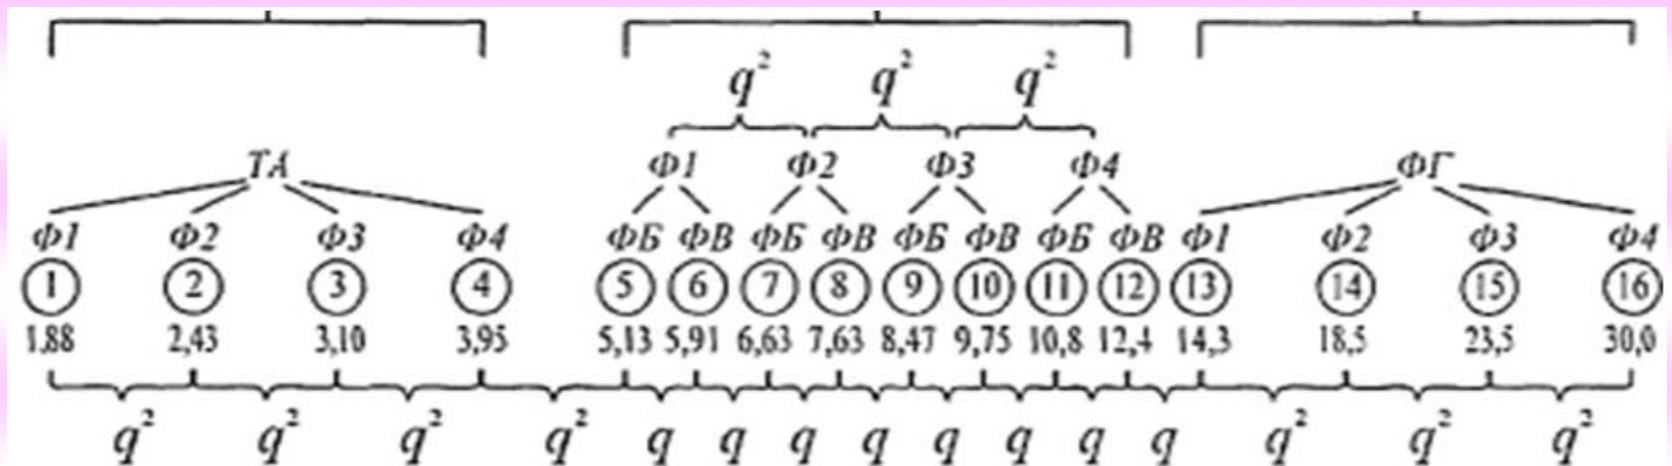 q² q² q²
ТА Ф1 Ф2 Ф3 Ф4 ФГ
Ф1 Ф2 Ф3 Ф4 ФБ ФВ ФБ ФВ ФБ ФВ ФБ ФВ Ф1 Ф2 Ф3 Ф4
1 2 3 4 5 6 7 8 9 10 11 12 13 14 15 16
1,88 2,43 3,10 3,95 5,13 5,91 6,63 7,63 8,47 9,75 10,8 12,4 14,3 18,5 23,5 30,0
q² q² q² q² q q q q q q q q q² q² q²